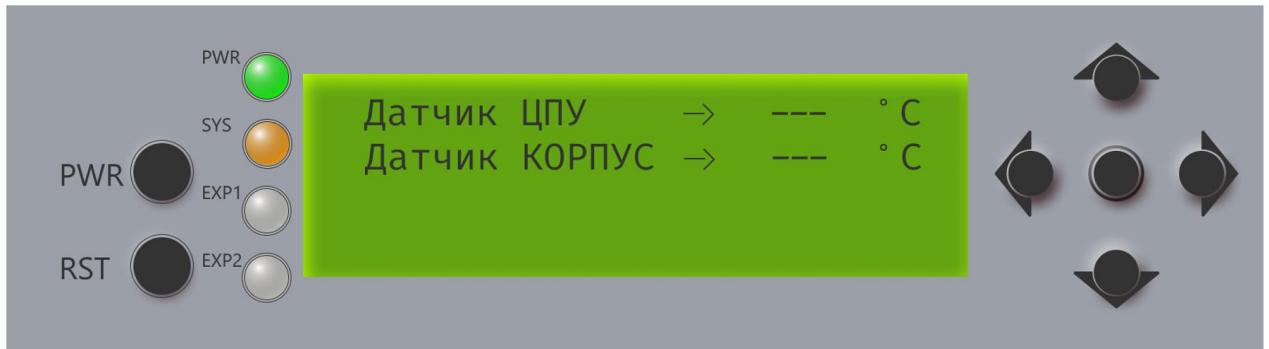 PWR
SYS
EXP1
EXP2
PWR
RST
Датчик ЦПУ → --- °C
Датчик КОРПУС → --- °C